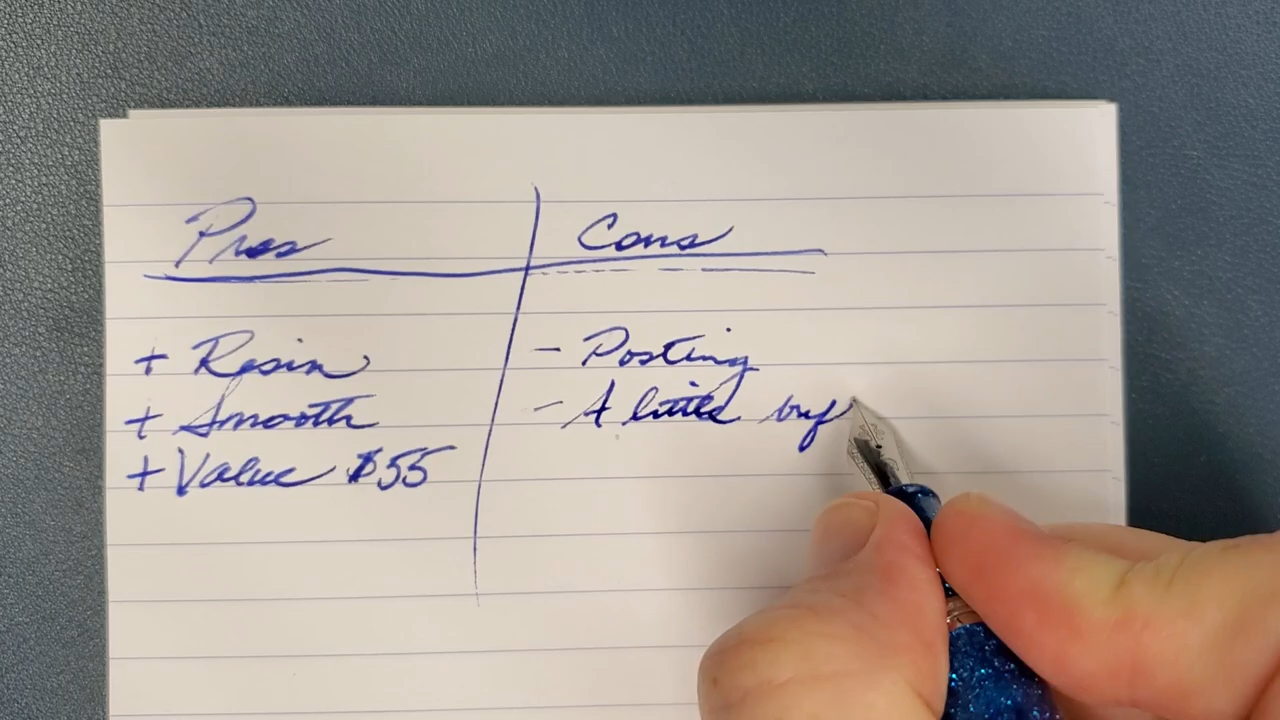 Pros Cons
+ Resin - Posting
+ Smooth - A little
+ Value $55